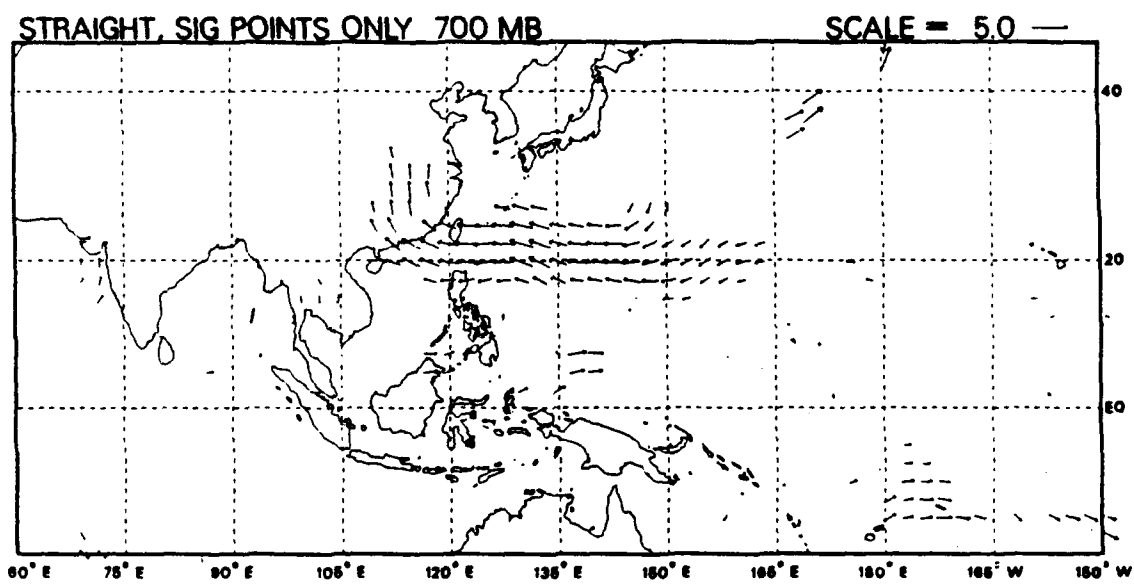 STRAIGHT, SIG POINTS ONLY 700 MB SCALE = 5.0
40
20
EQ
60° E 75° E 90° E 105° E 120° E 135° E 150° E 165° E 180° E 165° W 150° W